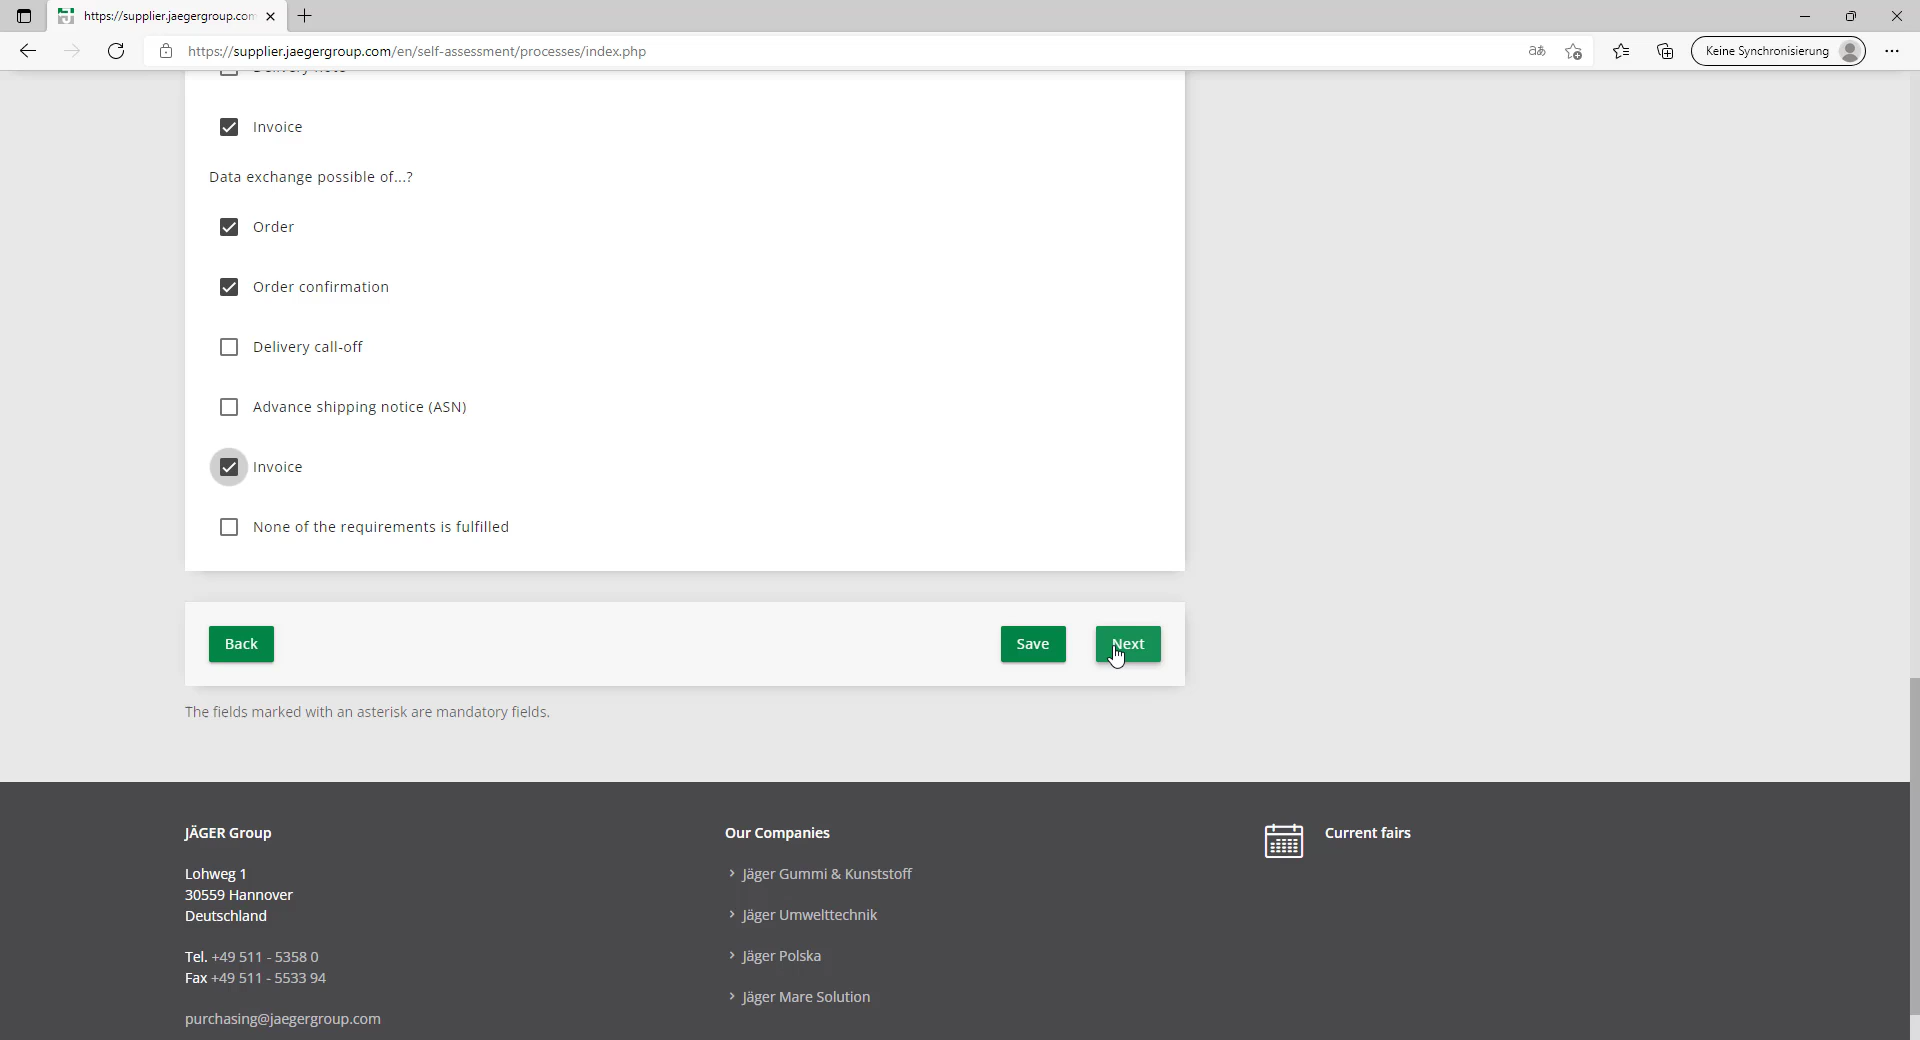 https://supplier.jaegergroup.com
https://supplier.jaegergroup.com/en/self-assessment/processes/index.php
aあ
Keine Synchronisierung
Delivery note
Invoice
Data exchange possible of...?
Order
Order confirmation
Delivery call-off
Advance shipping notice (ASN)
Invoice
None of the requirements is fulfilled
Back
Save
Next
The fields marked with an asterisk are mandatory fields.
JÄGER Group
Lohweg 1
30559 Hannover
Deutschland
Tel. +49 511 - 5358 0
Fax +49 511 - 5533 94
purchasing@jaegergroup.com
Our Companies
Jäger Gummi & Kunststoff
Jäger Umwelttechnik
Jäger Polska
Jäger Mare Solution
Current fairs